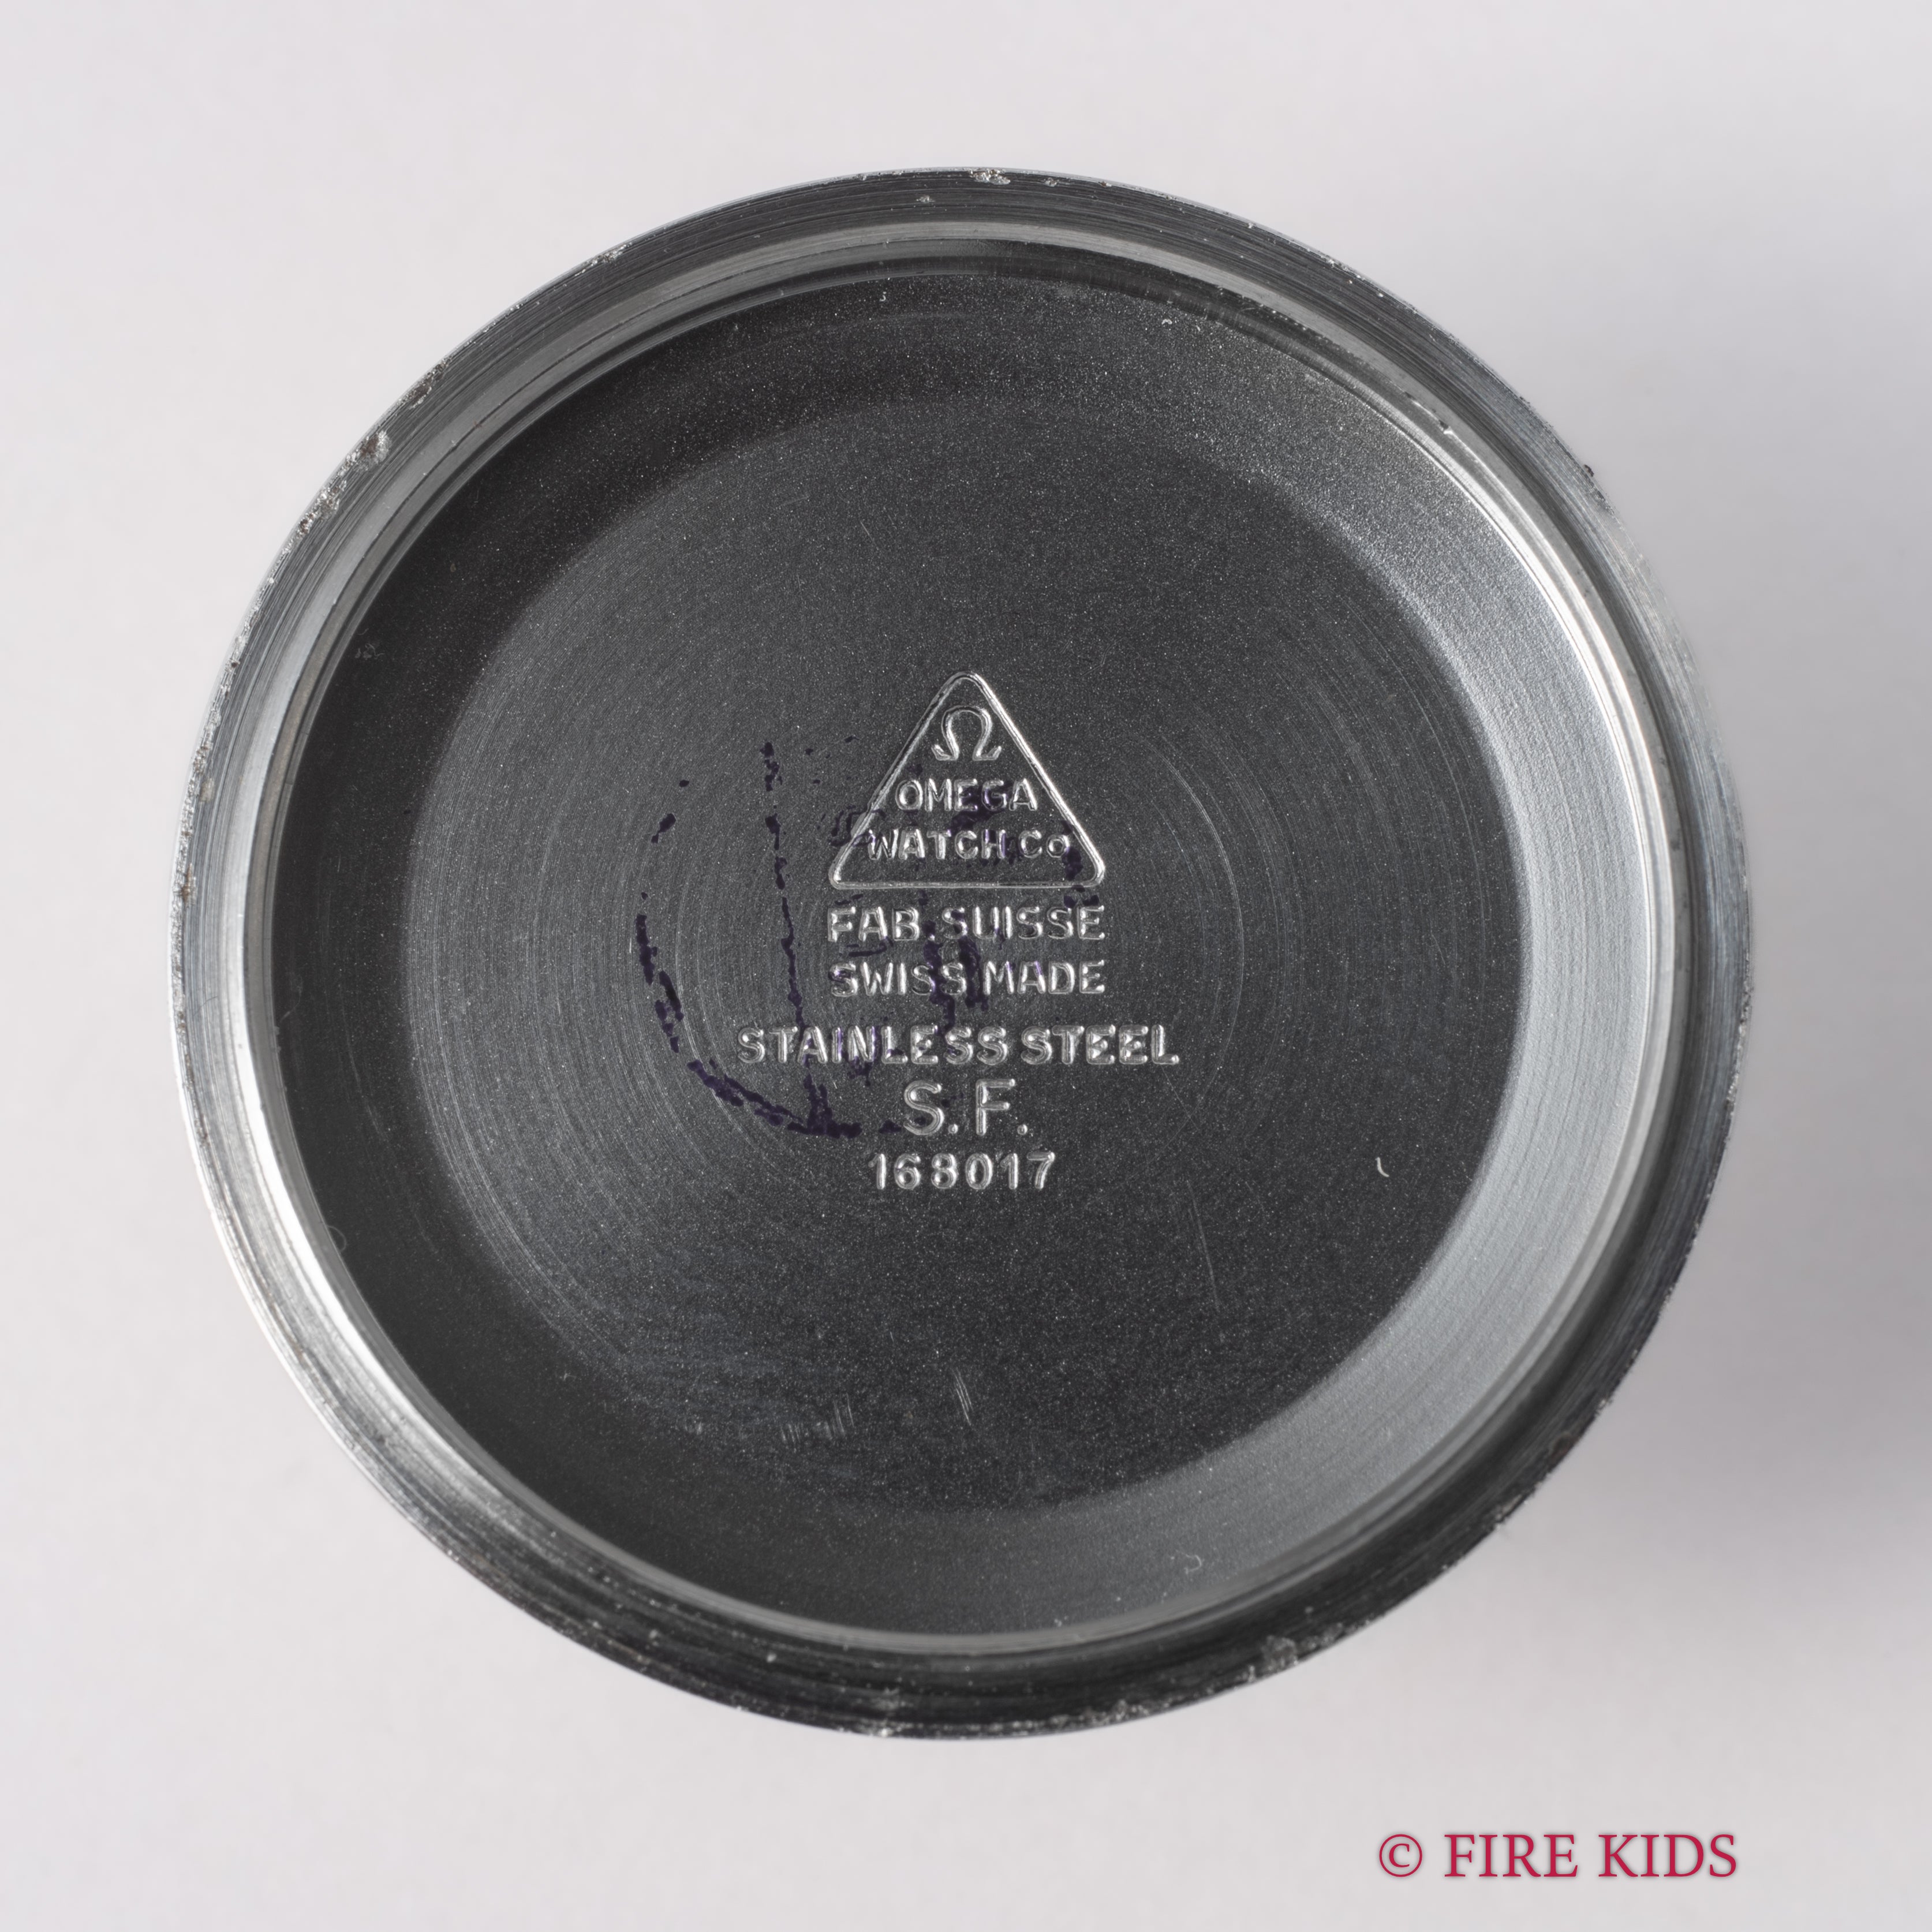 Ω
OMEGA
WATCH Co
FAB. SUISSE
SWISS MADE
STAINLESS STEEL
S.F.
168017
© FIRE KIDS